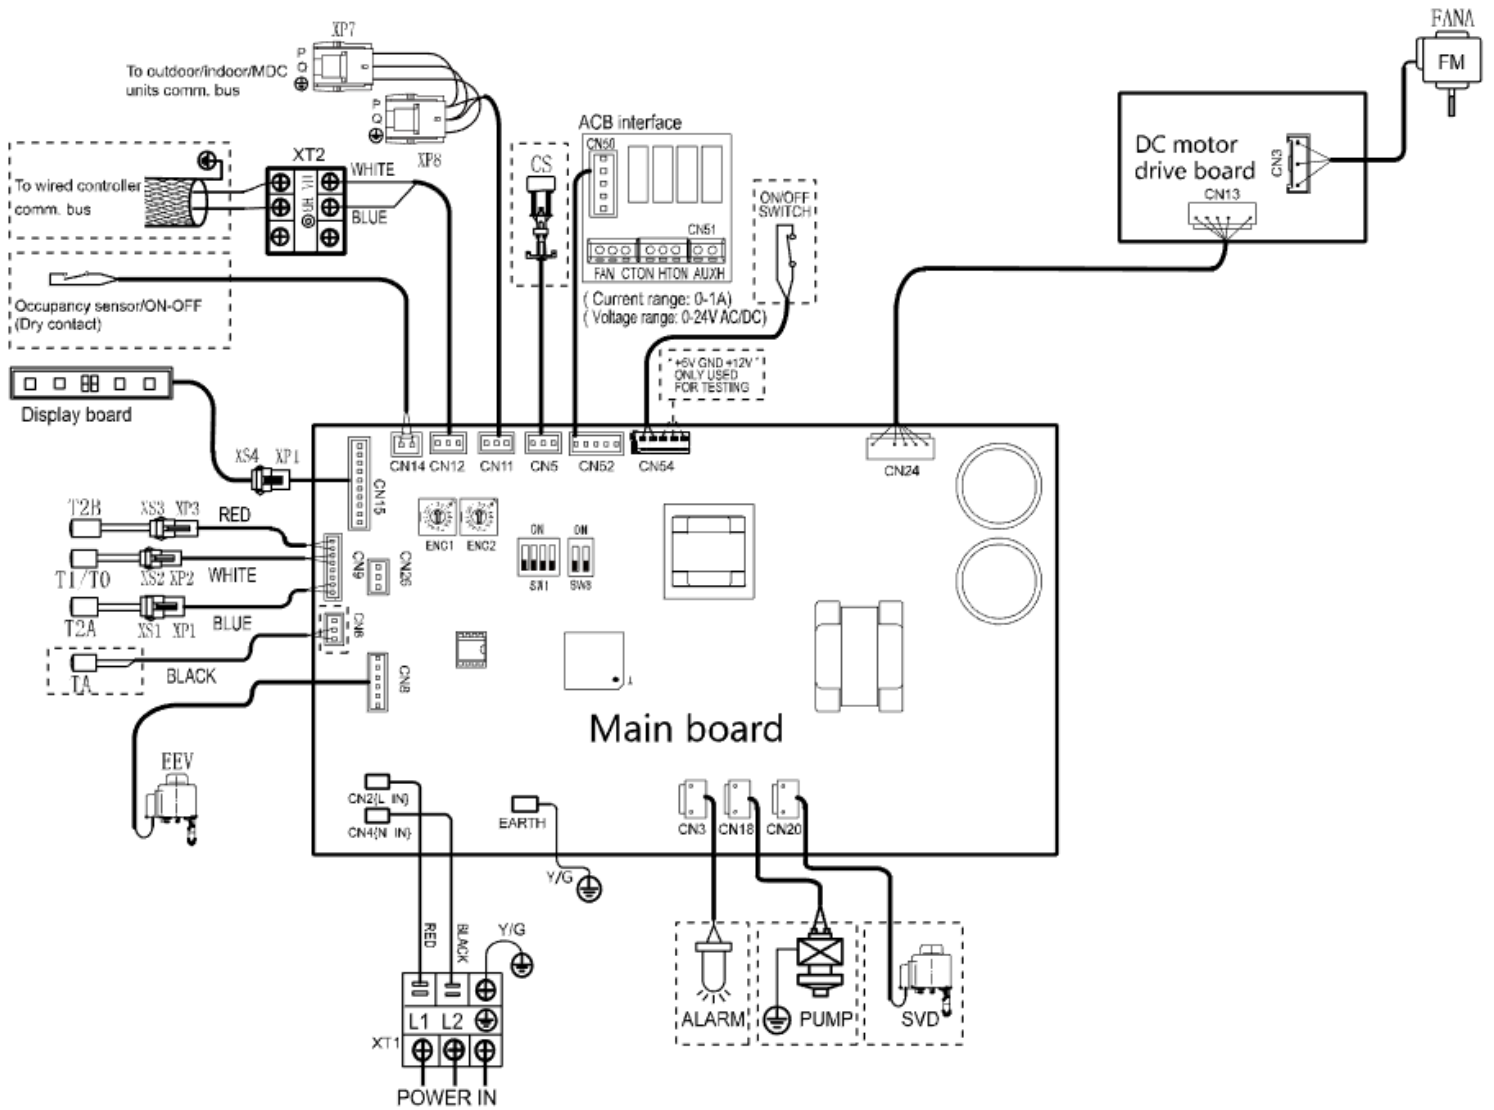 XP7
FANA
FM
P
Q
To outdoor/indoor/MDC
units comm. bus
P
Q
XP8
ACB interface
CN50
CN51
FAN CTON HTON AUXH
( Current range: 0-1A)
( Voltage range: 0-24V AC/DC)
CS
ON/OFF
SWITCH
DC motor
drive board
CN3
CN13
XT2
WHITE
BLUE
To wired controller
comm. bus
Occupancy sensor/ON-OFF
(Dry contact)
+5V GND +12V
ONLY USED
FOR TESTING
Display board
XS4 XP1
CN14
CN12
CN11
CN5
CN52
CN54
CN24
CN15
T2B
XS3 XP3
RED
T1/T0
XS2 XP2
WHITE
T2A
XS1 XP1
BLUE
TA
BLACK
CN9
CN26
CN6
CN8
ENC1
ENC2
ON
SW1
ON
SW8
Main board
EEV
CN2(L IN)
CN4(N IN)
EARTH
Y/G
CN3
CN18
CN20
RED
BLACK
Y/G
L1
L2
XT1
POWER IN
ALARM
PUMP
SVD